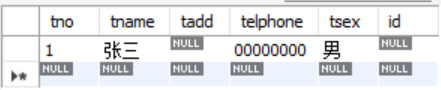 tno tname tadd telphone tsex id
1 张三 NULL 00000000 男 NULL
NULL NULL NULL NULL NULL NULL